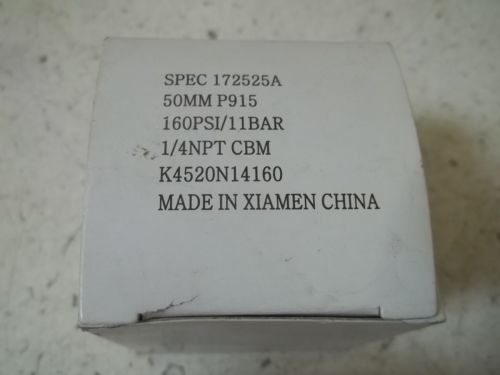 SPEC 172525A
50MM P915
160PSI/11BAR
1/4NPT CBM
K4520N14160
MADE IN XIAMEN CHINA